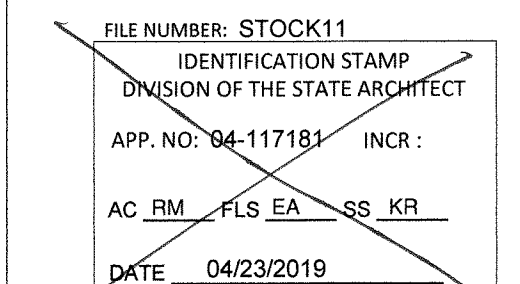 FILE NUMBER: STOCK11
IDENTIFICATION STAMP
DIVISION OF THE STATE ARCHITECT
APP. NO: 04-117181 INCR :
AC RM FLS EA SS KR
DATE 04/23/2019